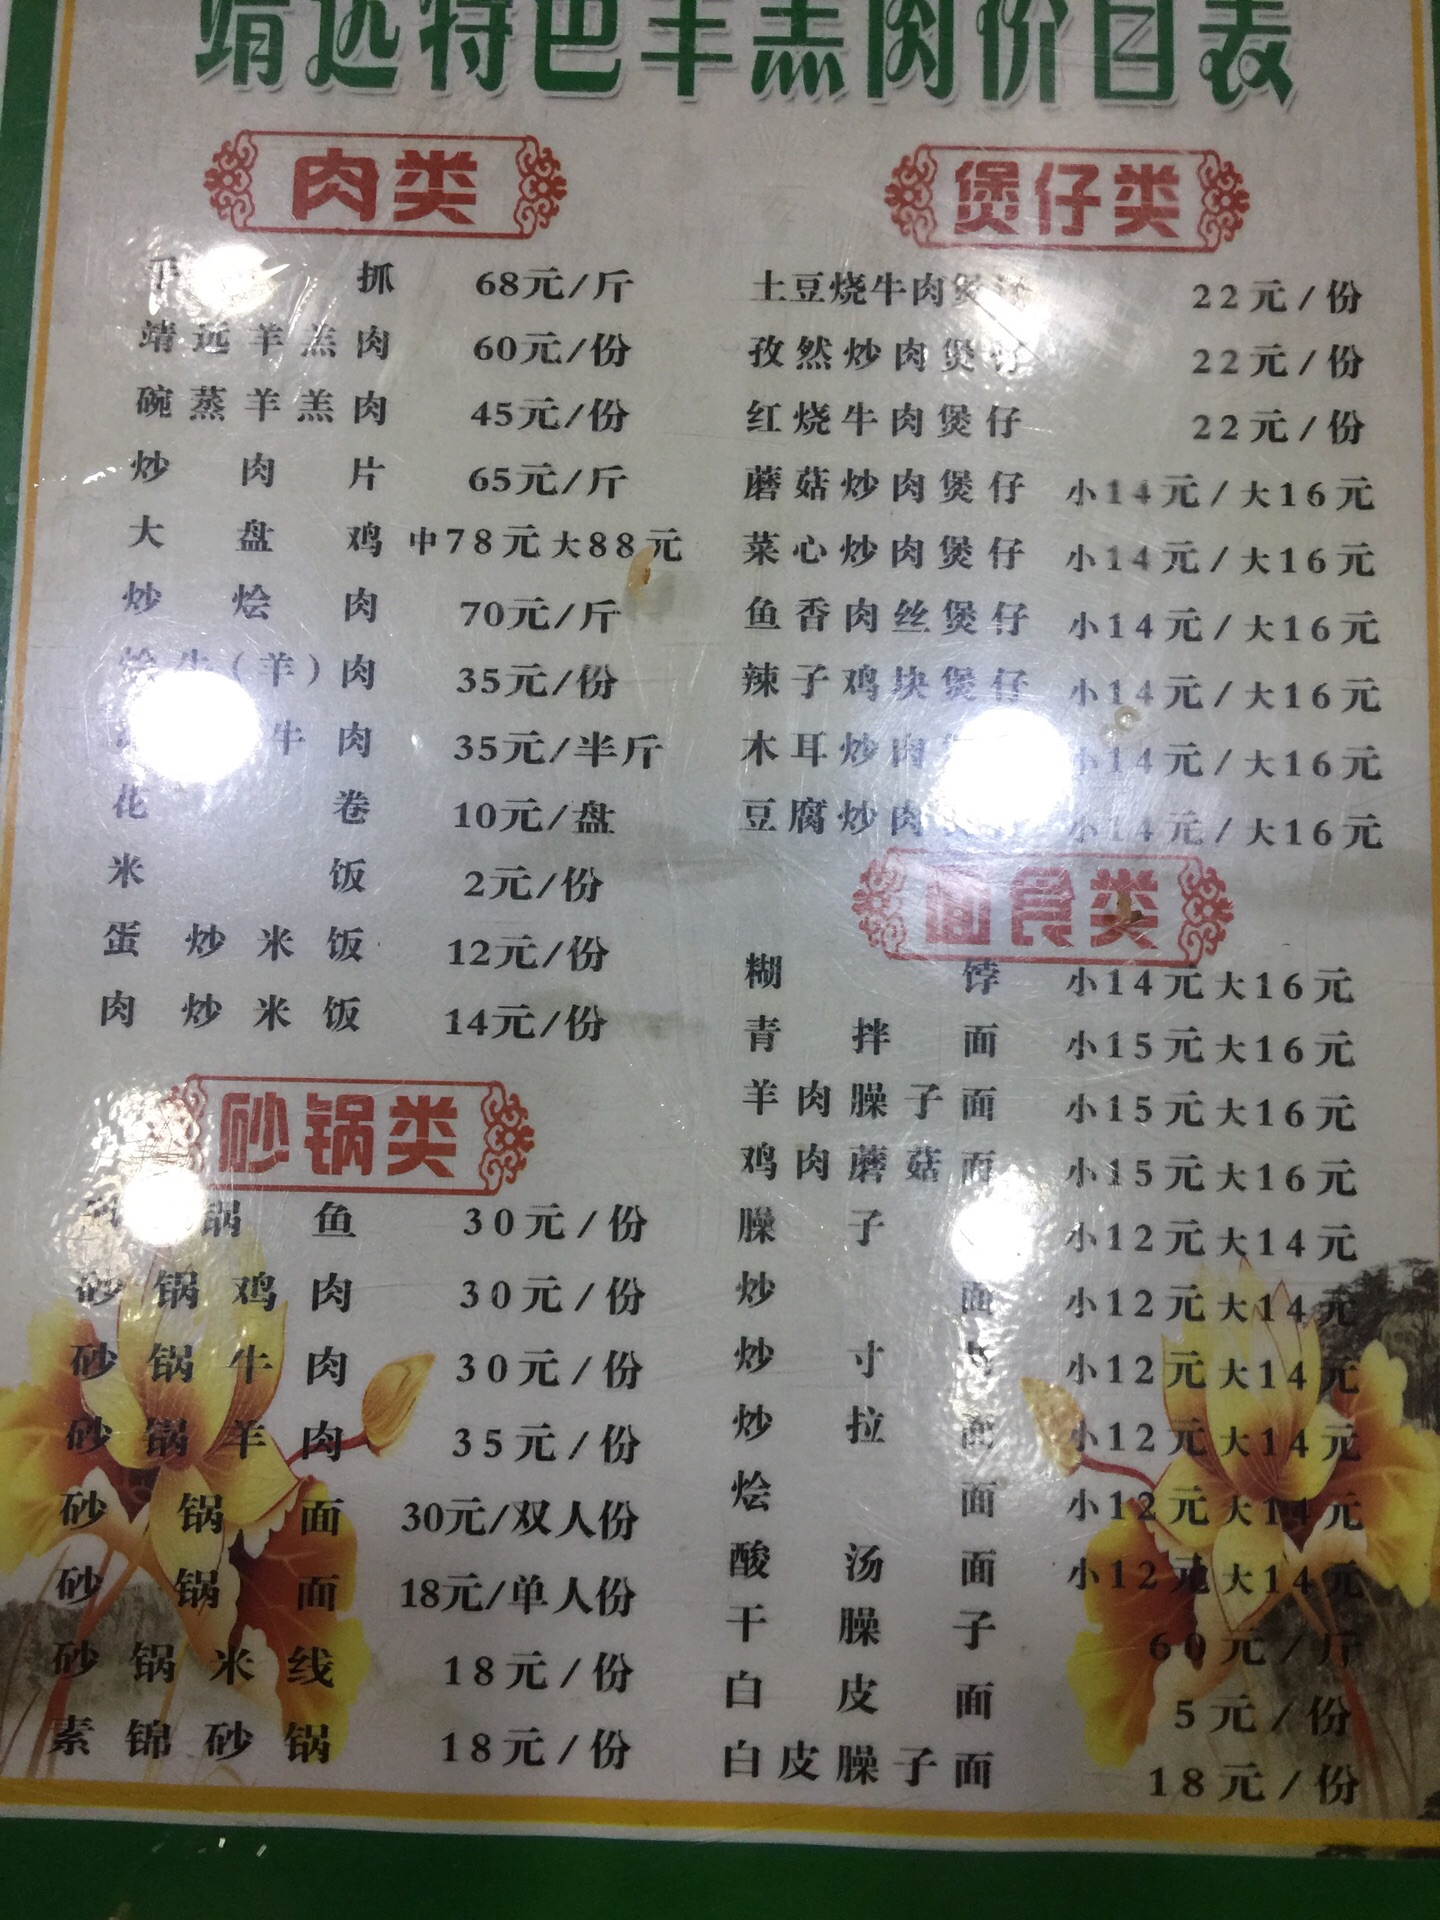 靖远特色羊羔肉价目表
肉类
抓 68元/斤
靖远羊羔肉 60元/份
碗蒸羊羔肉 45元/份
炒肉片 65元/斤
大盘鸡 中78元大88元
炒烩肉 70元/斤
烩牛(羊)肉 35元/份
牛肉 35元/半斤
花卷 10元/盘
米饭 2元/份
蛋炒米饭 12元/份
肉炒米饭 14元/份
砂锅类
砂锅鱼 30元/份
砂锅鸡肉 30元/份
砂锅牛肉 30元/份
砂锅羊肉 35元/份
砂锅面 30元/双人份
砂锅面 18元/单人份
砂锅米线 18元/份
素锦砂锅 18元/份
煲仔类
土豆烧牛肉煲仔 22元/份
孜然炒肉煲仔 22元/份
红烧牛肉煲仔 22元/份
蘑菇炒肉煲仔 小14元/大16元
菜心炒肉煲仔 小14元/大16元
鱼香肉丝煲仔 小14元/大16元
辣子鸡块煲仔 小14元/大16元
木耳炒肉 小14元/大16元
豆腐炒肉煲仔 小14元/大16元
面食类
糊饽 小14元大16元
青拌面 小15元大16元
羊肉臊子面 小15元大16元
鸡肉蘑菇面 小15元大16元
臊子 小12元大14元
炒面 小12元大14元
炒寸 小12元大14元
炒拉面 小12元大14元
烩面 小12元大14元
酸汤面 小12元大14元
干臊子 60元/斤
白皮面 5元/份
白皮臊子面 18元/份